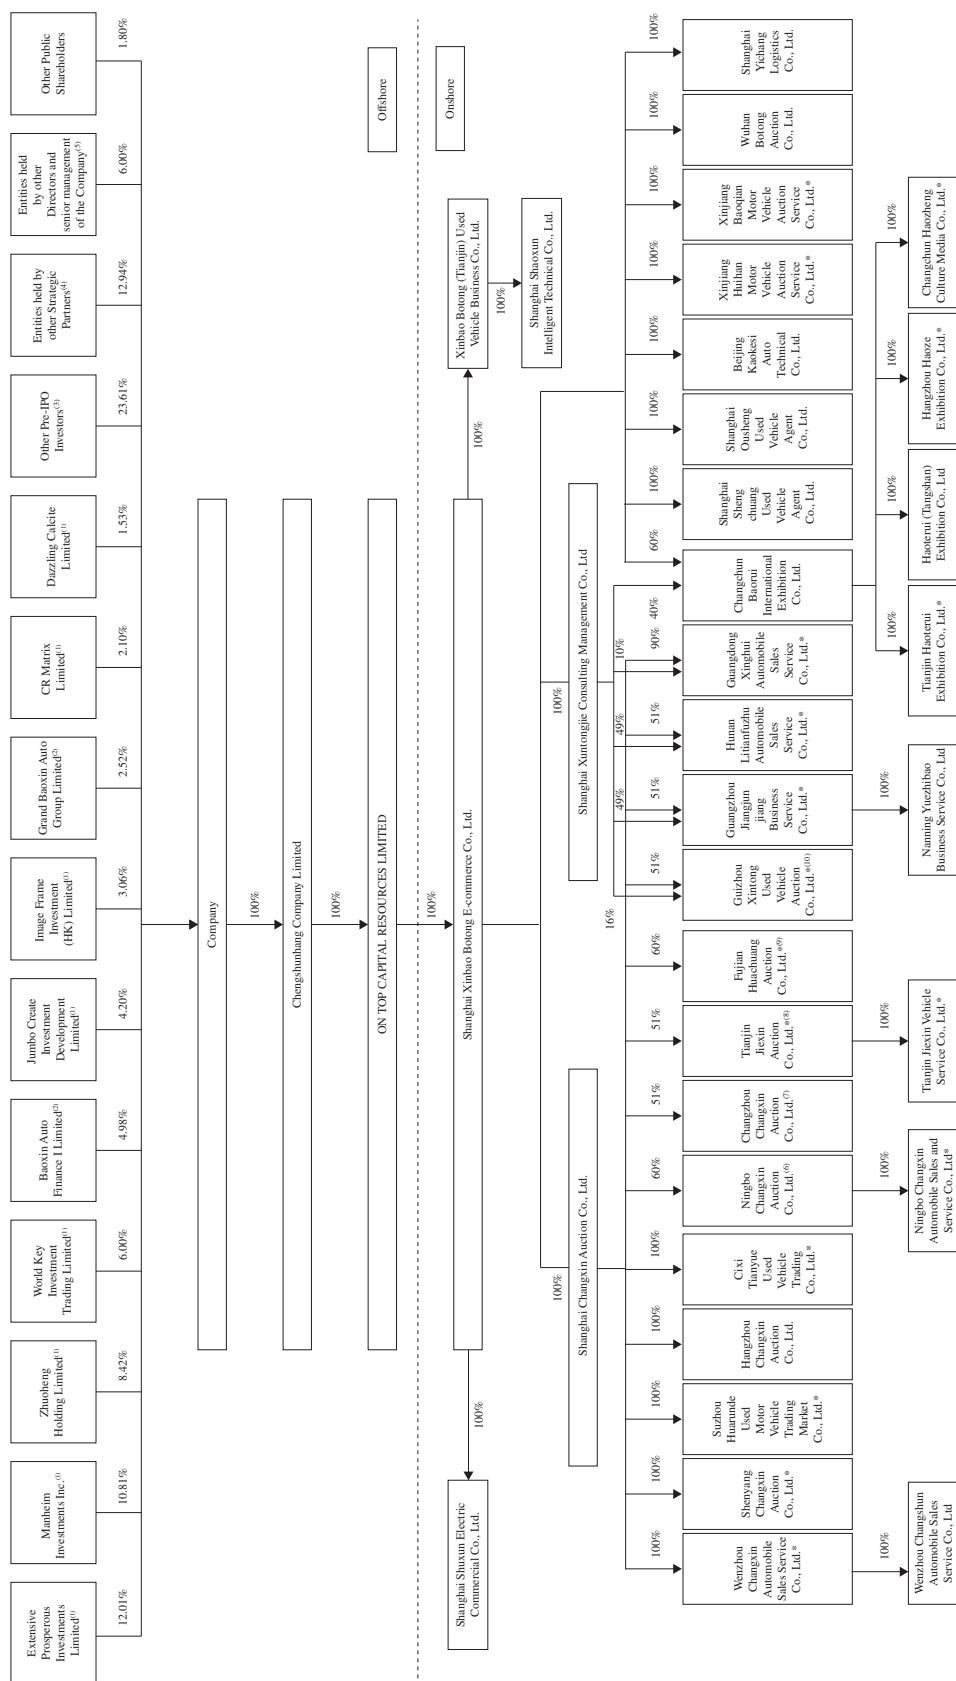 Extensive
Prosperous
Investments
Limited(1)
12.01%
Manheim
Investments Inc.(1)
10.81%
Zhuoheng
Holding Limited(1)
8.42%
World Key
Investment
Trading Limited(1)
6.00%
Baoxin Auto
Finance I Limited(2)
4.98%
Jumbo Create
Investment
Development
Limited(1)
4.20%
Image Frame
Investment
(HK) Limited(1)
3.06%
Grand Baoxin Auto
Group Limited(2)
2.52%
CR Matrix
Limited(1)
2.10%
Dazzling Calcite
Limited(1)
1.53%
Other Pre-IPO
Investors(3)
23.61%
Entities held by
other Strategic
Partners(4)
12.94%
Entities held
by other
Directors and
senior management
of the Company(5)
6.00%
Other Public
Shareholders
1.80%
Company
100%
Chengshunhang Company Limited
100%
ON TOP CAPITAL RESOURCES LIMITED
Offshore
100%
Onshore
Shanghai Shuxun Electric
Commercial Co., Ltd.
100%
Shanghai Xinbao Botong E-commerce Co., Ltd.
100%
Xinbao Botong (Tianjin) Used
Vehicle Business Co., Ltd.
100%
Shanghai Shaoxun
Intelligent Technical Co., Ltd.
100%
100%
Shanghai Changxin Auction Co., Ltd.
Shanghai Xuntongjie Consulting Management Co., Ltd
16%
49%
49%
10%
100%
100%
100%
100%
100%
60%
51%
51%
60%
51%
51%
51%
90%
40%
60%
100%
100%
100%
100%
100%
100%
100%
Wenzhou
Changxin
Automobile
Sales Service
Co., Ltd.*
Shenyang
Changxin
Auction
Co., Ltd.*
Suzhou
Huarunde
Used
Motor
Vehicle
Trading
Market
Co., Ltd.*
Hangzhou
Changxin
Auction
Co., Ltd.
Cixi
Tianyue
Used
Vehicle
Trading
Co., Ltd.*
Ningbo
Changxin
Auction
Co., Ltd.(6)
Changzhou
Changxin
Auction
Co., Ltd.(7)
Tianjin
Jiexin
Auction
Co., Ltd.*(8)
Fujian
Huachuang
Auction
Co., Ltd.*(9)
Guizhou
Xintong
Used
Vehicle
Auction
Co., Ltd.*(10)
Guangzhou
Jiangjun
jiang
Business
Service
Co., Ltd.*
Hunan
Litianfuzhu
Automobile
Sales
Service
Co., Ltd.*
Guangdong
Xinghui
Automobile
Sales
Service
Co., Ltd.*
Changchun
Baorui
International
Exhibition
Co., Ltd.
Shanghai
Sheng
chuang
Used
Vehicle
Agent
Co., Ltd.
Shanghai
Ousheng
Used
Vehicle
Agent
Co., Ltd.
Beijing
Kaokesi
Auto
Technical
Co., Ltd.
Xinjiang
Huihan
Motor
Vehicle
Auction
Service
Co., Ltd.*
Xinjiang
Baoqian
Motor
Vehicle
Auction
Service
Co., Ltd.*
Wuhan
Botong
Auction
Co., Ltd.
Shanghai
Yichang
Logistics
Co., Ltd.
100%
100%
100%
100%
100%
100%
100%
100%
Wenzhou Changshun
Automobile Sales
Service Co., Ltd
Ningbo Changxin
Automobile Sales and
Service Co., Ltd*
Tianjin Jiexin Vehicle
Service Co., Ltd.*
Nanning Yuezhibao
Business Service Co., Ltd
Tianjin Haoterui
Exhibition Co., Ltd.*
Haoterui (Tangshan)
Exhibition Co., Ltd
Hangzhou Haoze
Exhibition Co., Ltd.*
Changchun Haozheng
Culture Media Co., Ltd.*